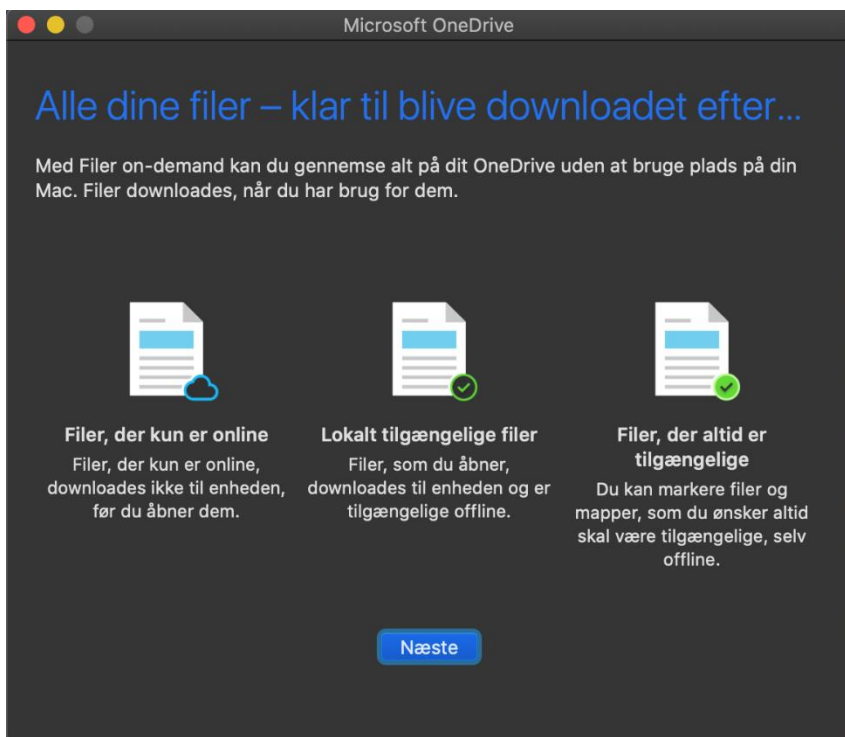 Microsoft OneDrive
Alle dine filer – klar til blive downloadet efter...
Med Filer on-demand kan du gennemse alt på dit OneDrive uden at bruge plads på din
Mac. Filer downloades, når du har brug for dem.
Filer, der kun er online
Filer, der kun er online,
downloades ikke til enheden,
før du åbner dem.
Lokalt tilgængelige filer
Filer, som du åbner,
downloades til enheden og er
tilgængelige offline.
Filer, der altid er
tilgængelige
Du kan markere filer og
mapper, som du ønsker altid
skal være tilgængelige, selv
offline.
Næste